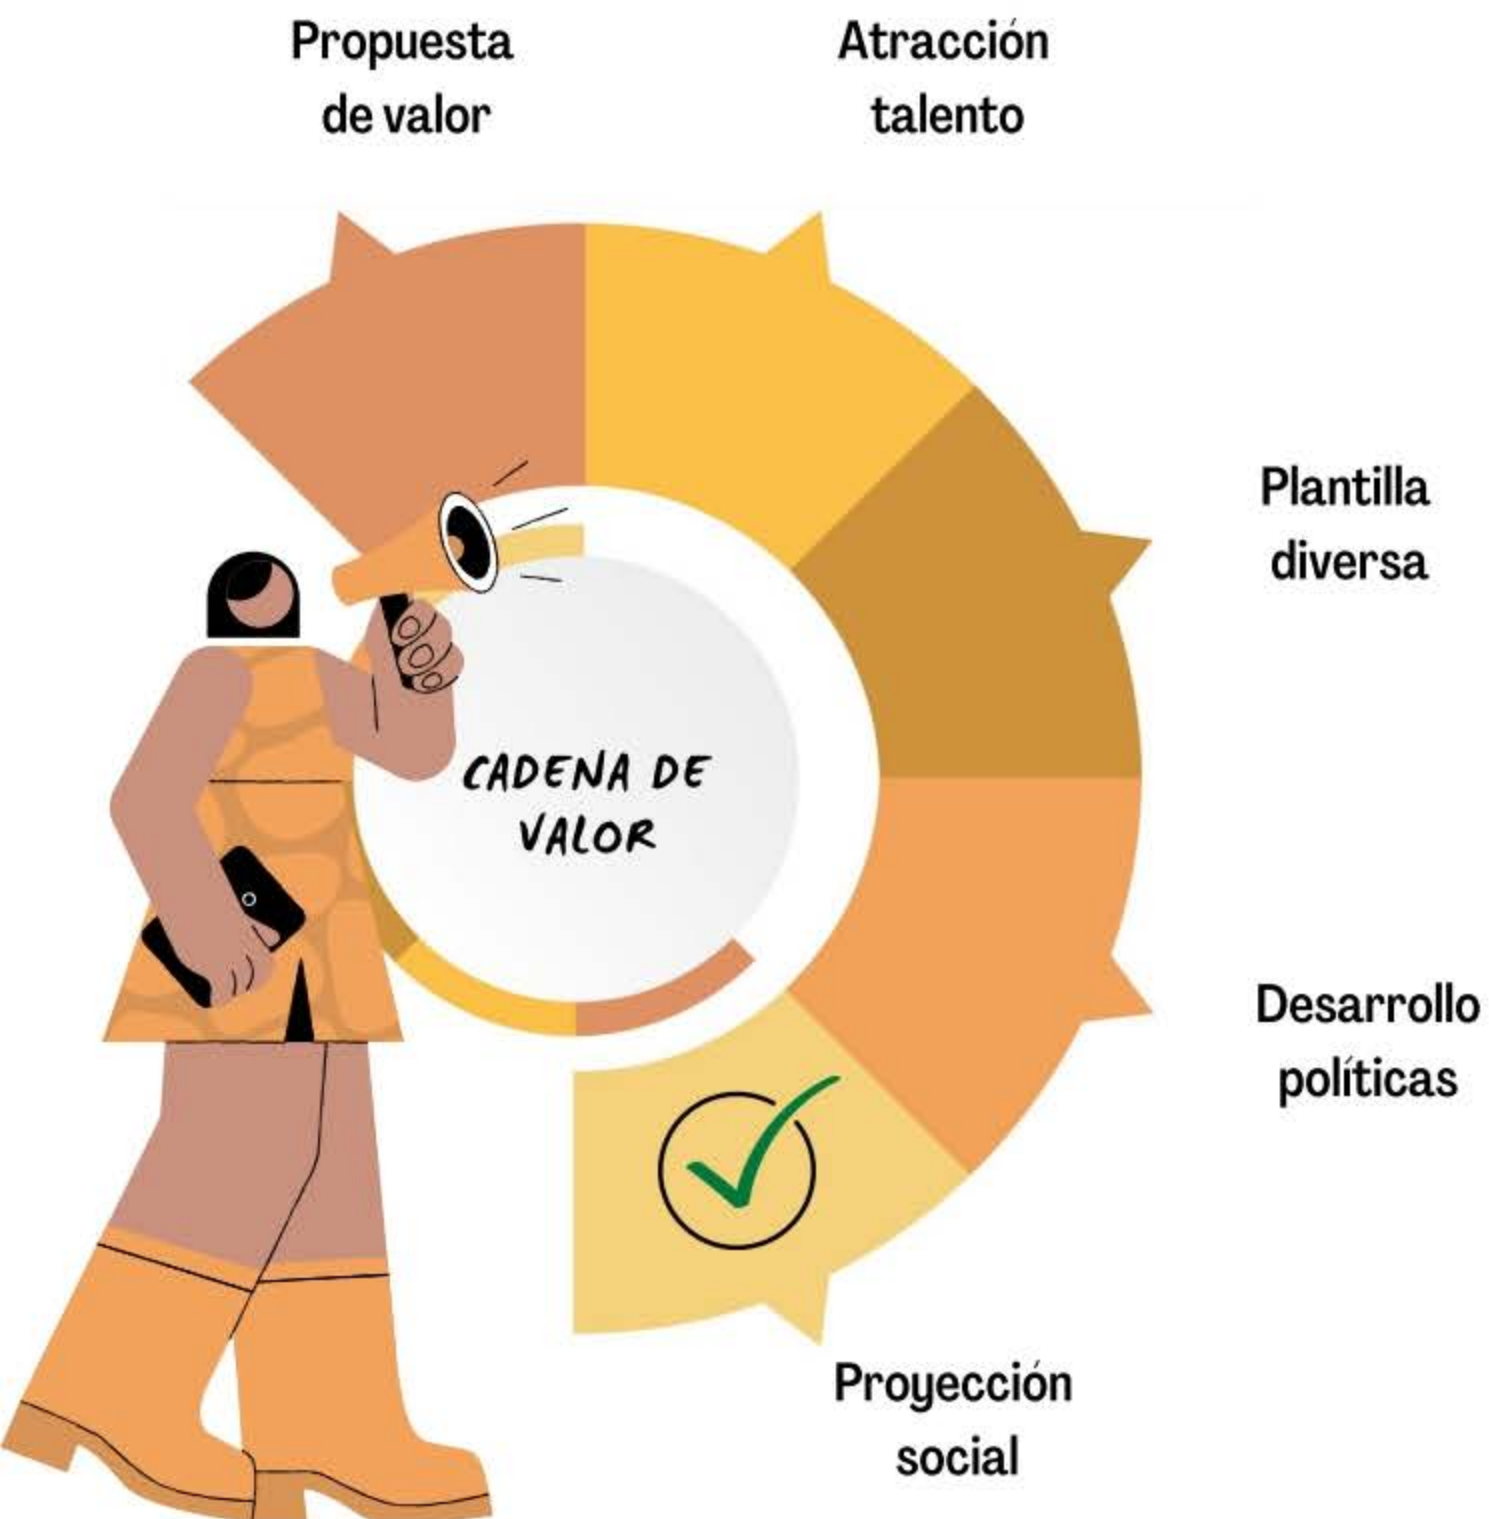 Propuesta
de valor
Atracción
talento
Plantilla
diversa
CADENA DE
VALOR
Desarrollo
políticas
Proyección
social